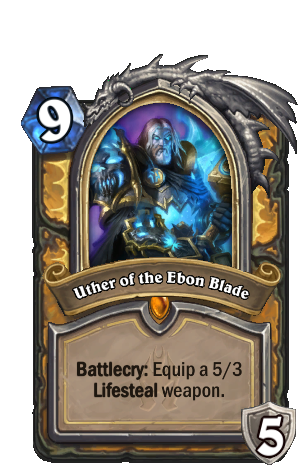 9
Uther of the Ebon Blade
Battlecry: Equip a 5/3
Lifesteal weapon.
5